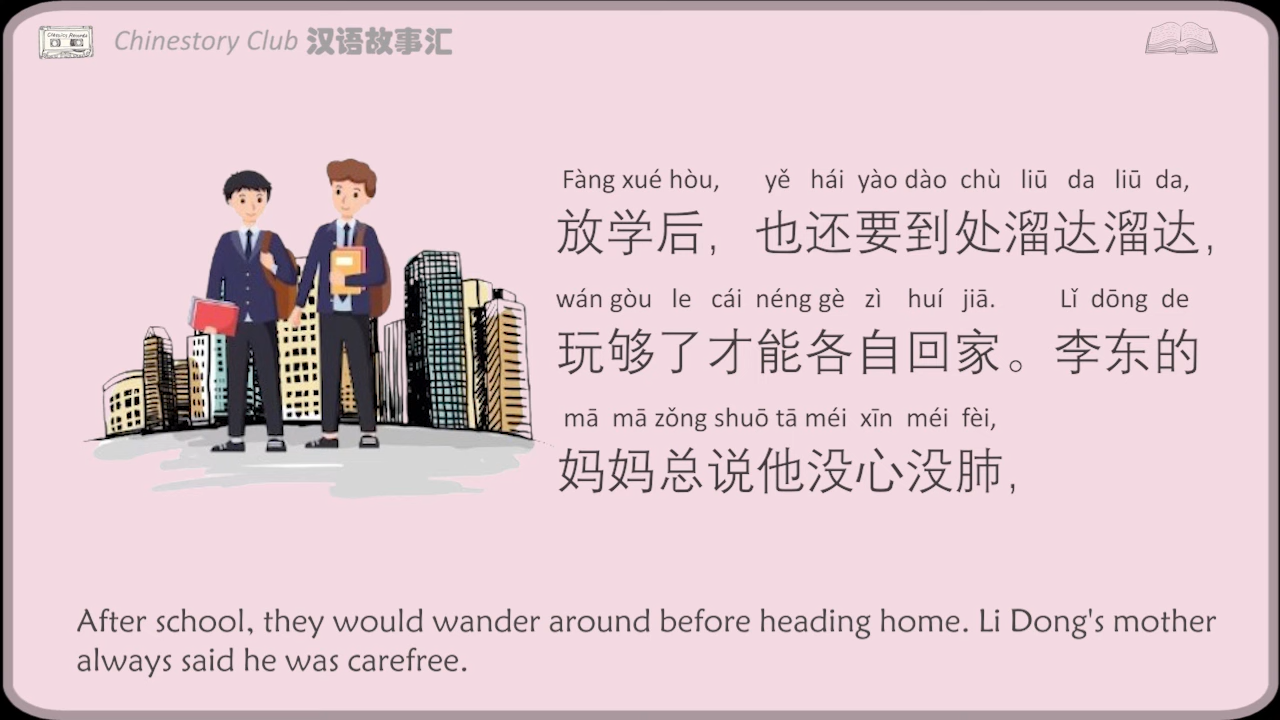 Chinestory Club 汉语故事汇
Fàng xué hòu, yě hái yào dào chù liū da liū da,
放学后，也还要到处溜达溜达，
wán gòu le cái néng gè zì huí jiā. Lǐ dōng de
玩够了才能各自回家。李东的
mā mā zǒng shuō tā méi xīn méi fèi,
妈妈总说他没心没肺，
After school, they would wander around before heading home. Li Dong's mother
always said he was carefree.